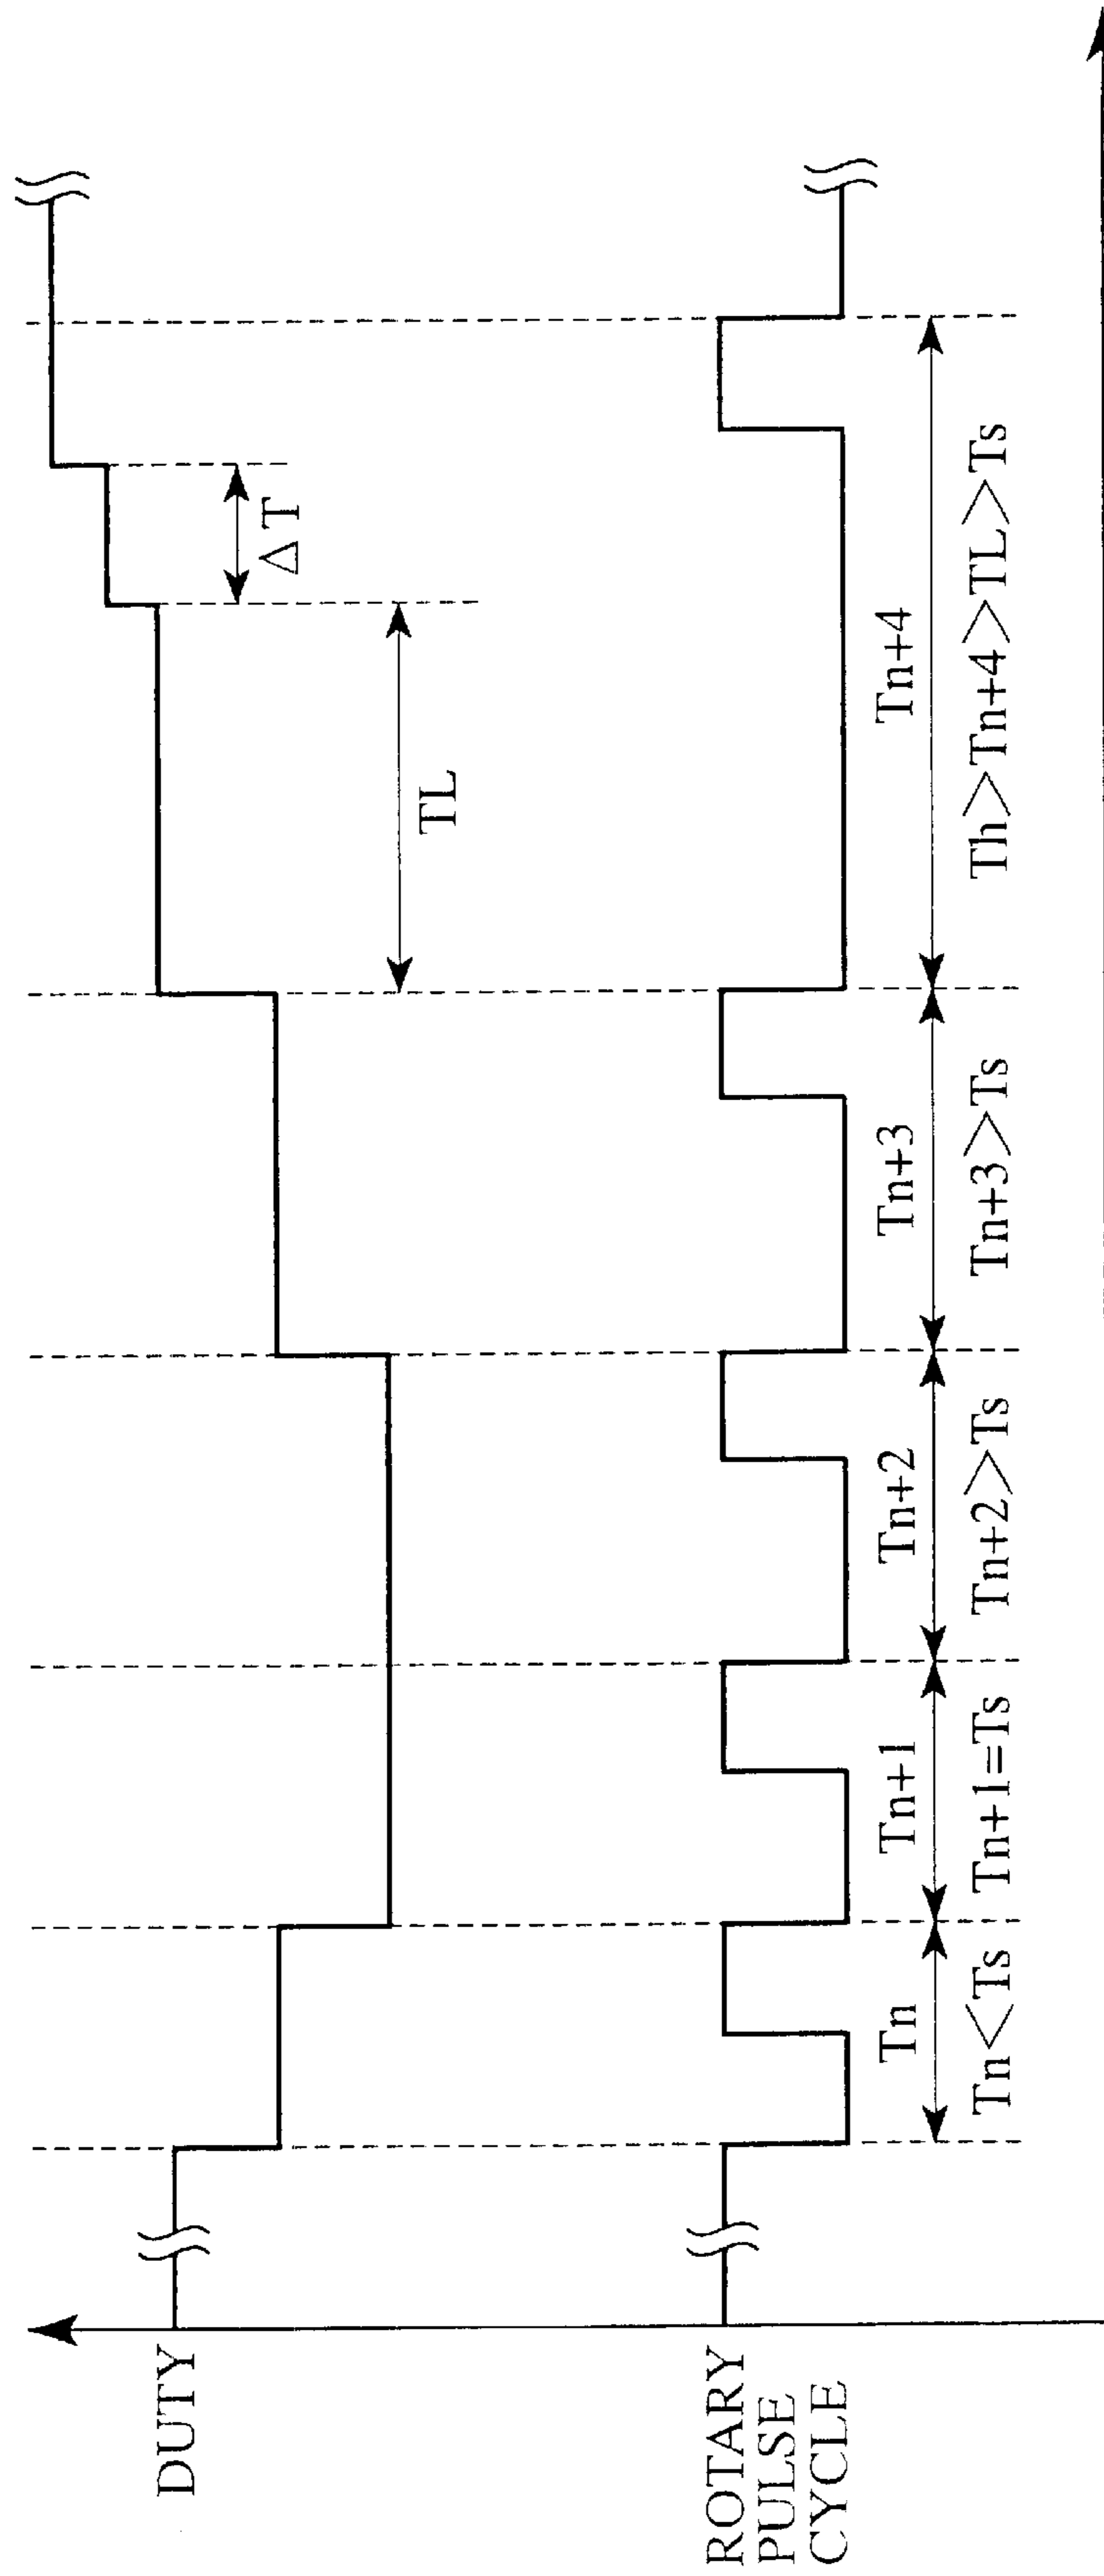 DUTY
ΔT
TL
ROTARY
PULSE
CYCLE
Tn
Tn+1
Tn+2
Tn+3
Tn+4
Tn<Ts
Tn+1=Ts
Tn+2>Ts
Tn+3>Ts
Th>Tn+4>TL>Ts